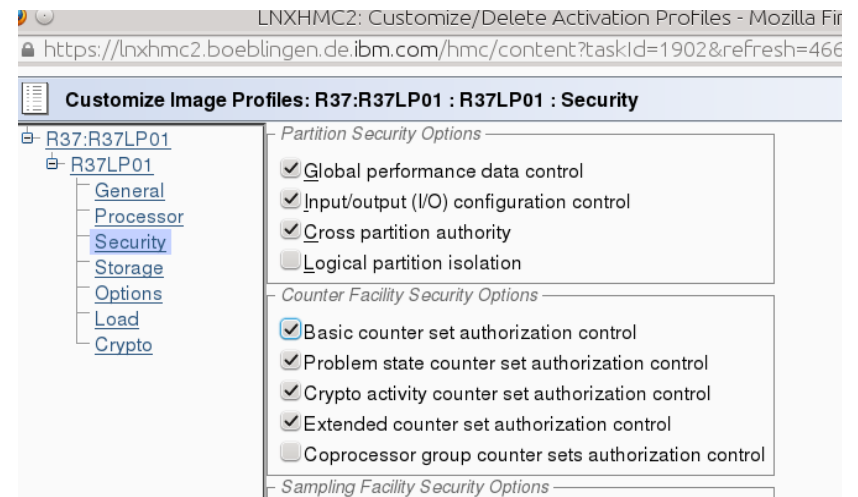 LNXHMC2: Customize/Delete Activation Profiles - Mozilla Fir
https://lnxhmc2.boeblingen.de.ibm.com/hmc/content?taskId=1902&refresh=466
Customize Image Profiles: R37:R37LP01 : R37LP01 : Security
R37:R37LP01
R37LP01
General
Processor
Security
Storage
Options
Load
Crypto
Partition Security Options
Global performance data control
Input/output (I/O) configuration control
Cross partition authority
Logical partition isolation
Counter Facility Security Options
Basic counter set authorization control
Problem state counter set authorization control
Crypto activity counter set authorization control
Extended counter set authorization control
Coprocessor group counter sets authorization control
Sampling Facility Security Options